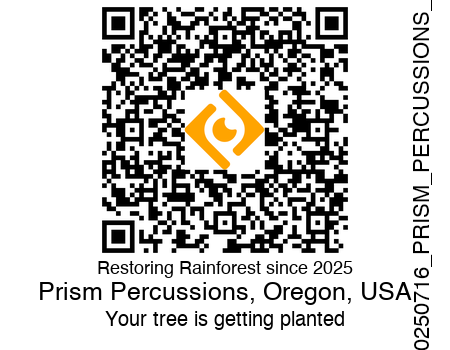 Restoring Rainforest since 2025
Prism Percussions, Oregon, USA
Your tree is getting planted
0250716_PRISM_PERCUSSIONS_